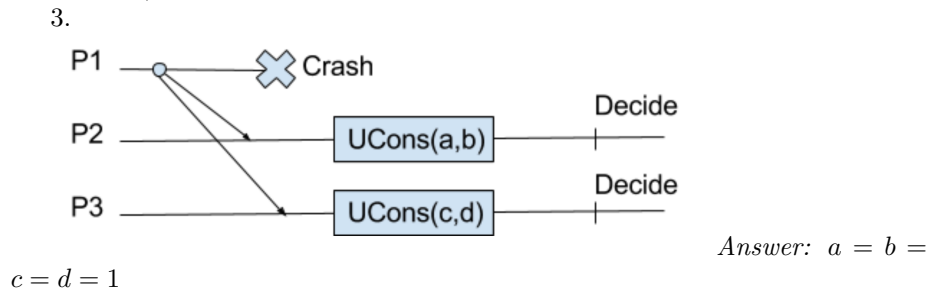 3.
P1
Crash
Decide
P2
UCons(a,b)
Decide
P3
UCons(c,d)
Answer: a = b =
c = d = 1